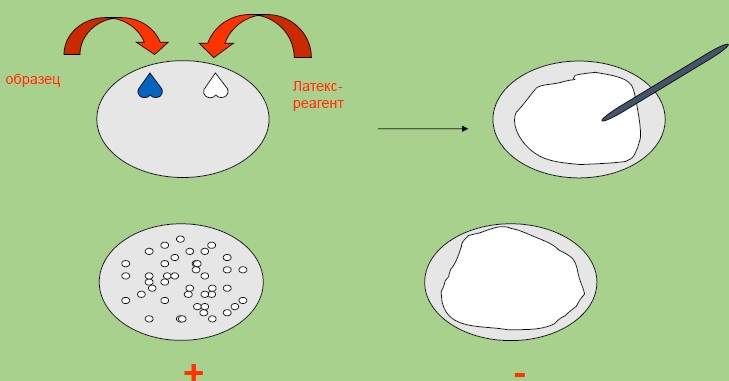 образец
Латекс-
реагент
+
-